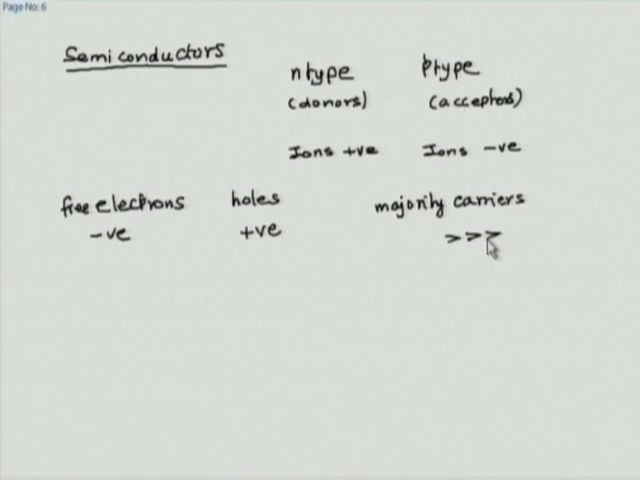 Page No: 6
Semiconductors
n type p type
(donors) (acceptors)
Ions +ve Ions -ve
free electrons holes majority carriers
-ve +ve >>>